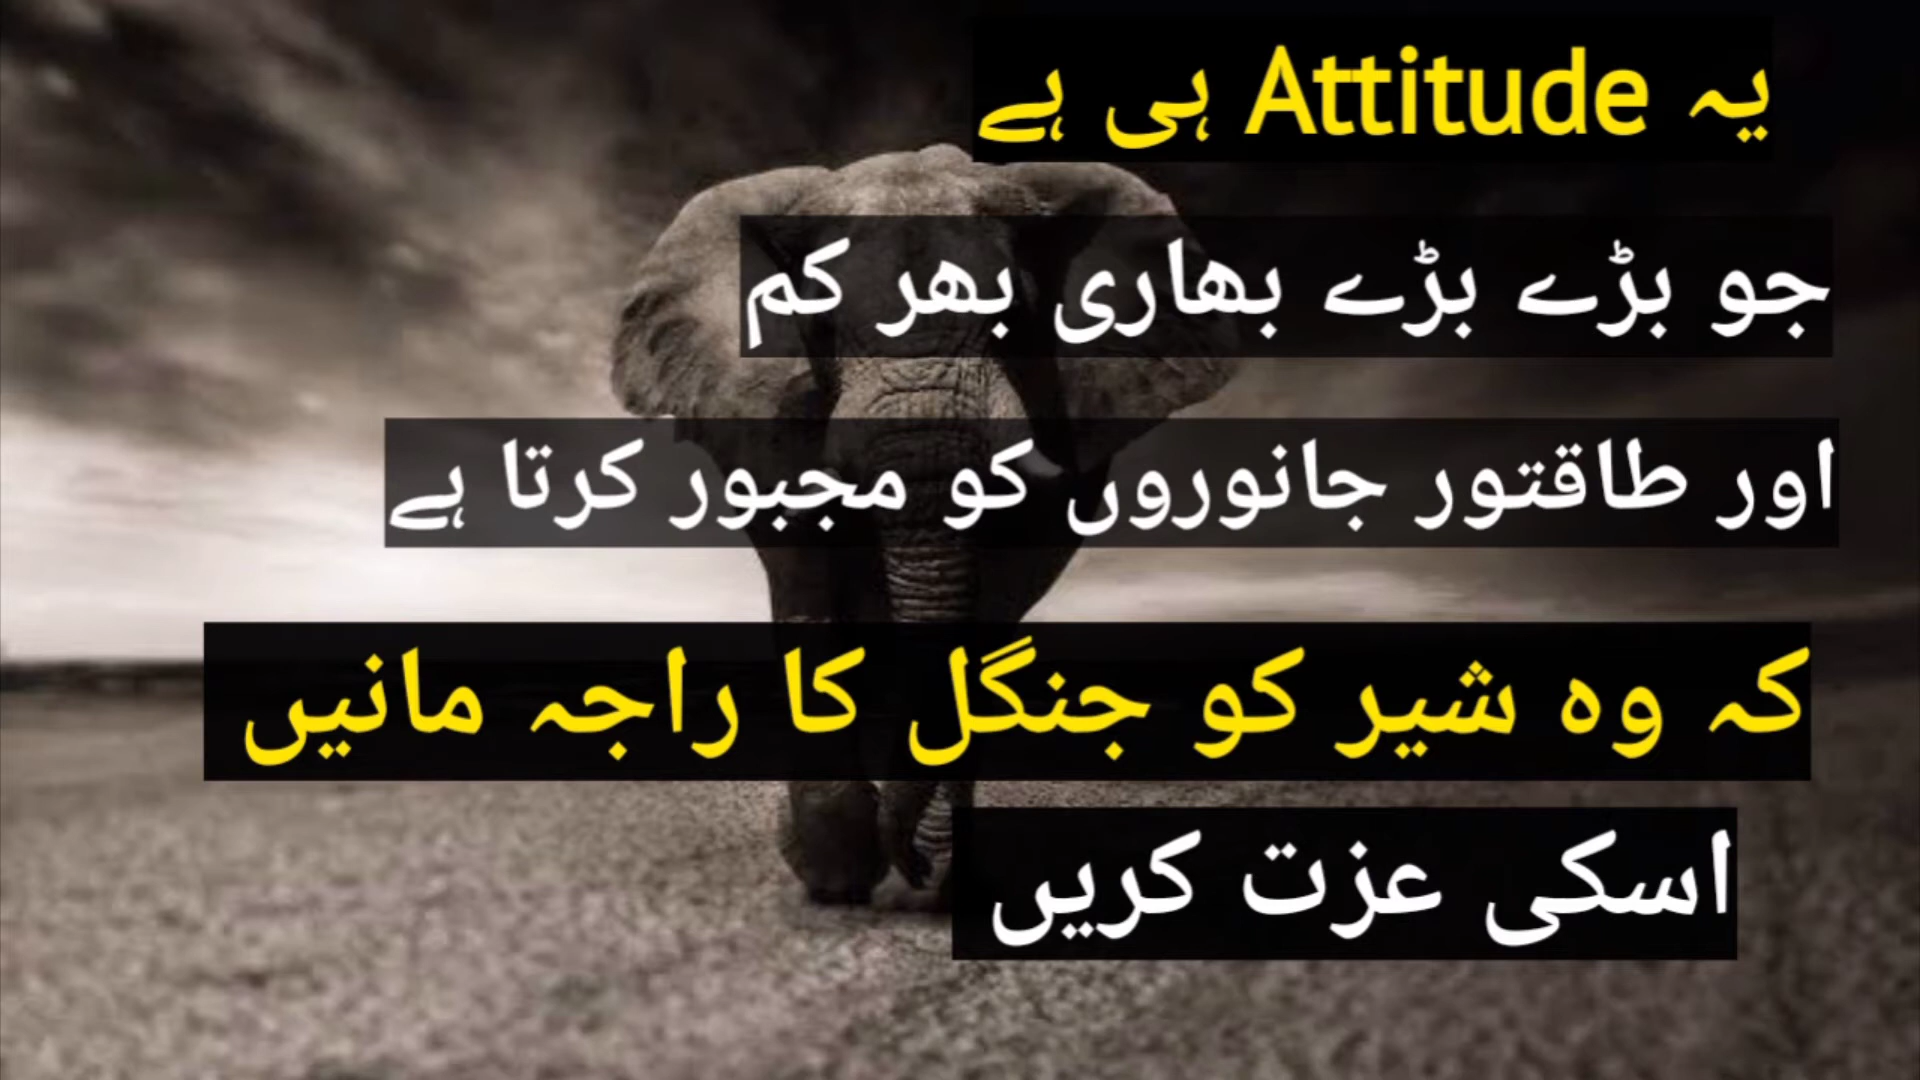 یہ Attitude ہی ہے
جو بڑے بڑے بھاری بھر کم
اور طاقتور جانوروں کو مجبور کرتا ہے
کہ وہ شیر کو جنگل کا راجہ مانیں
اسکی عزت کریں